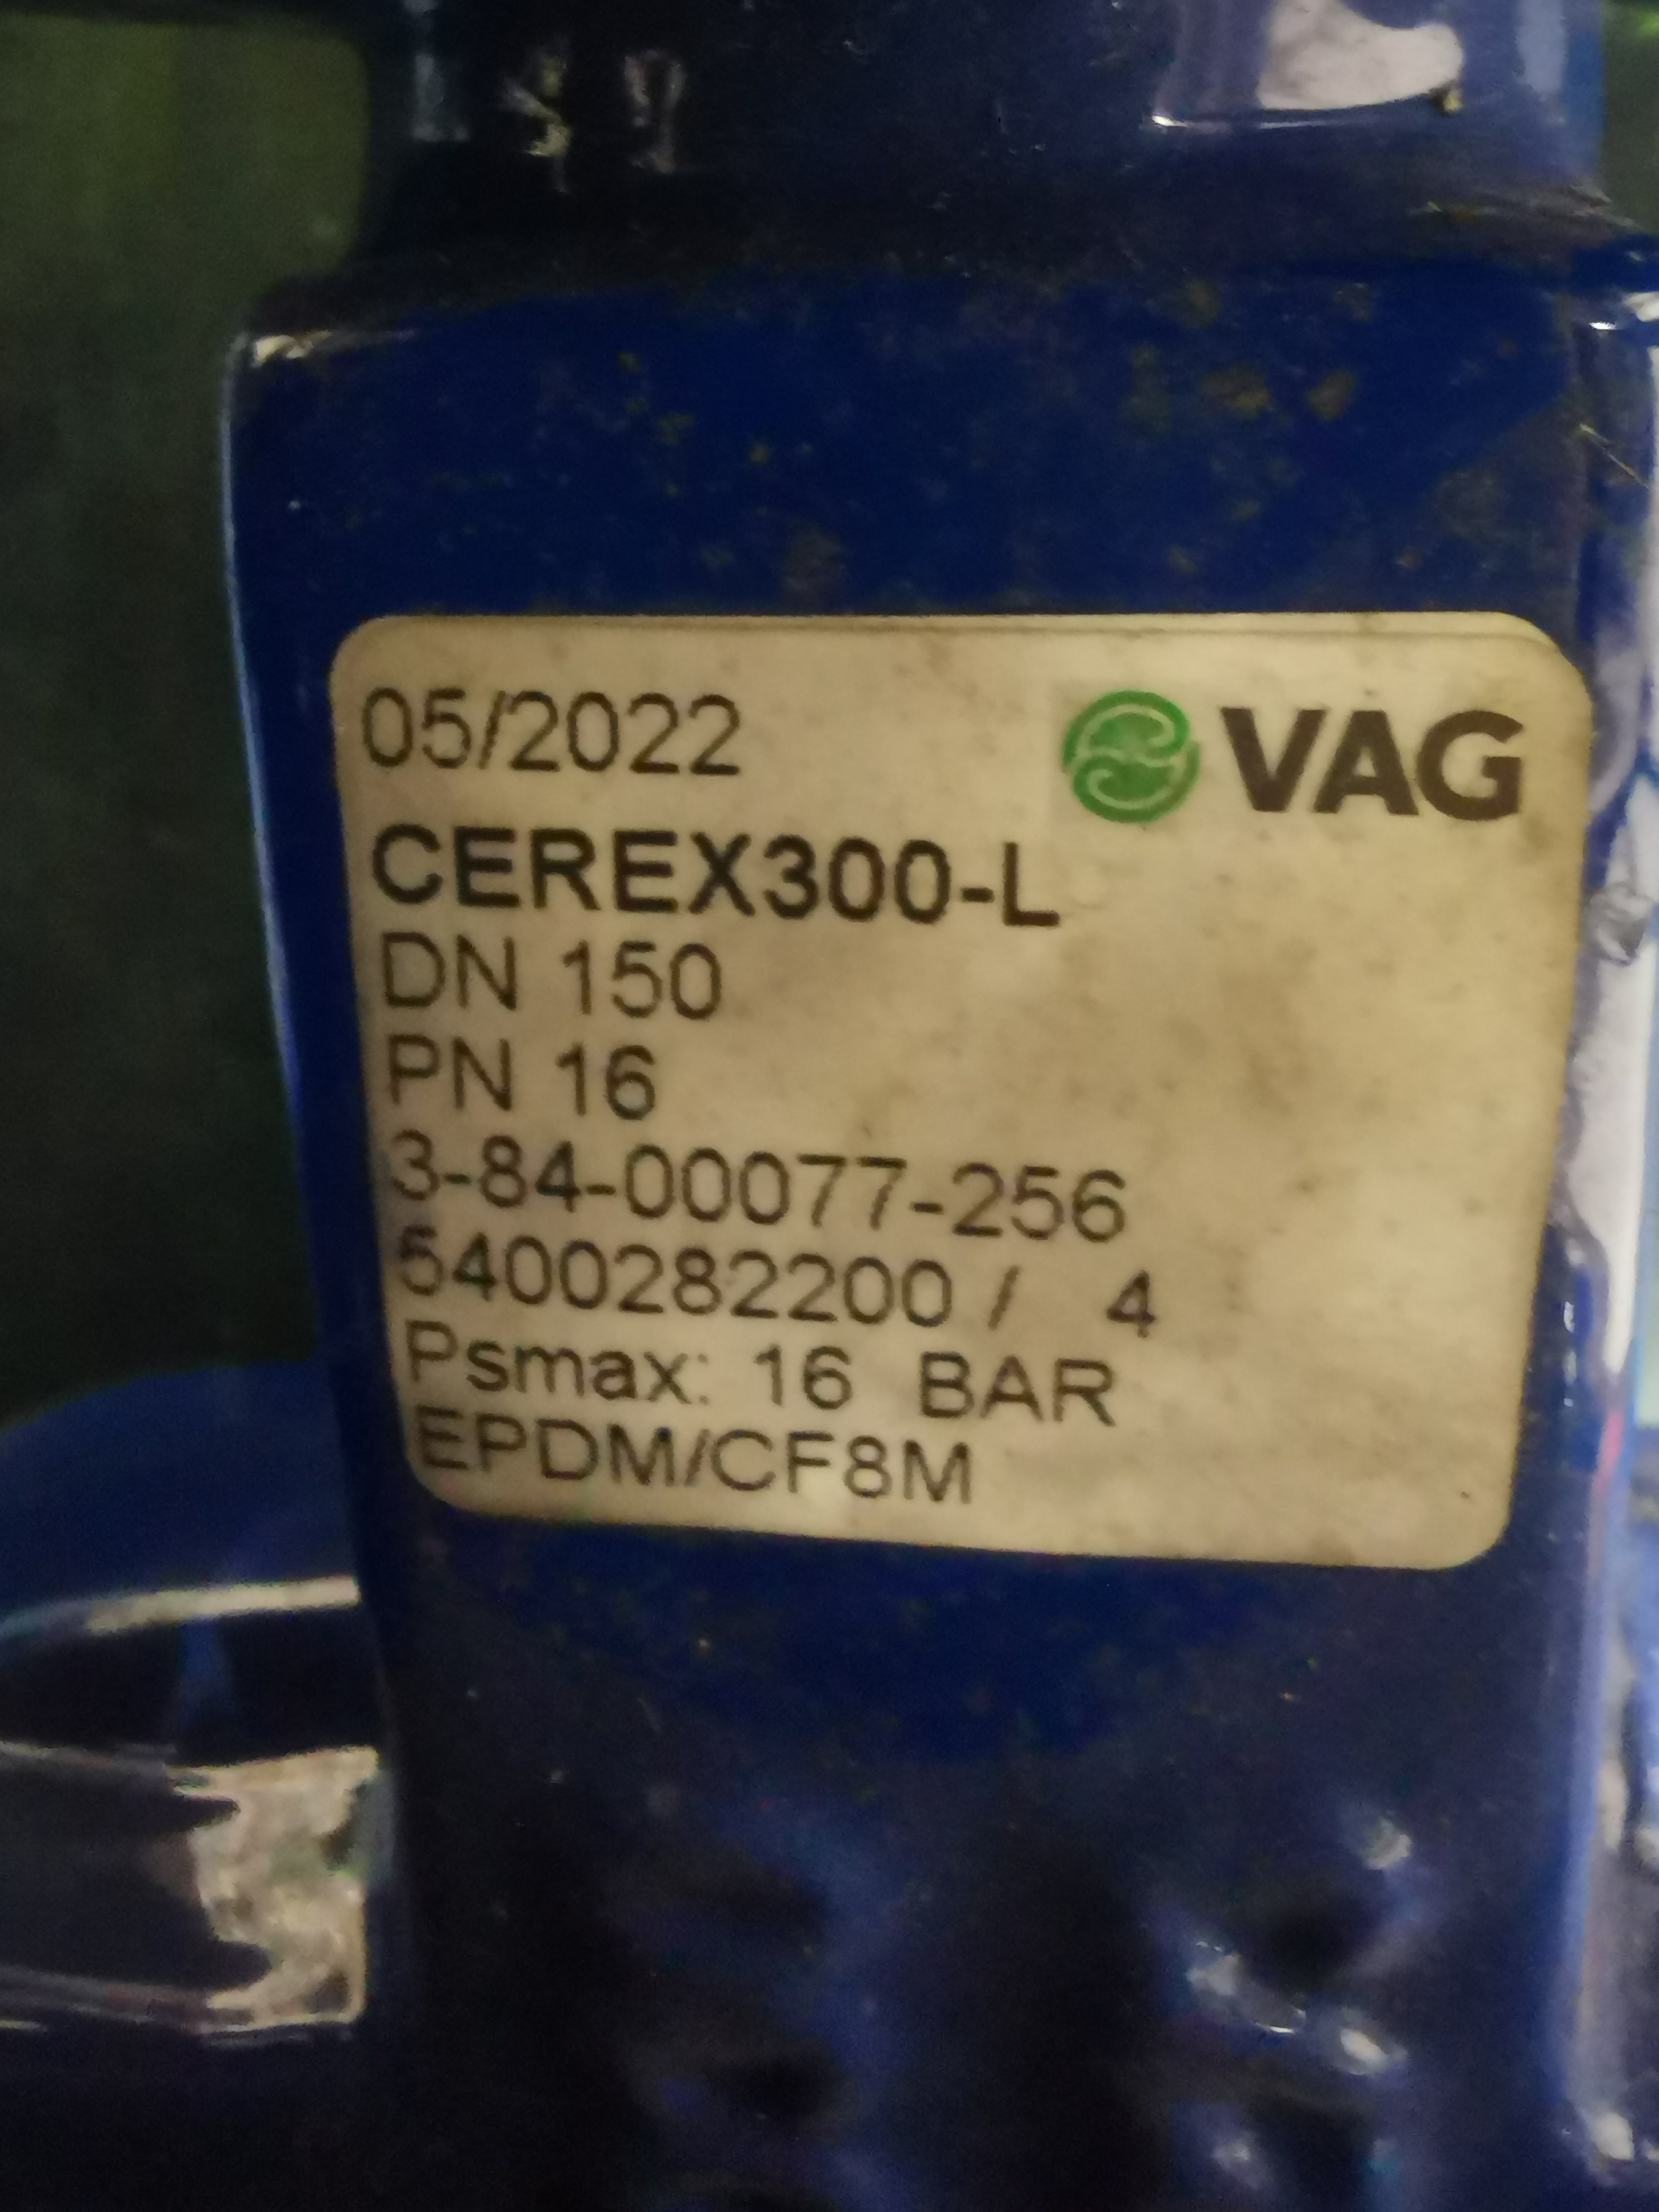 05/2022
VAG
CEREX300-L
DN 150
PN 16
3-84-00077-256
5400282200 / 4
Psmax: 16 BAR
EPDM/CF8M